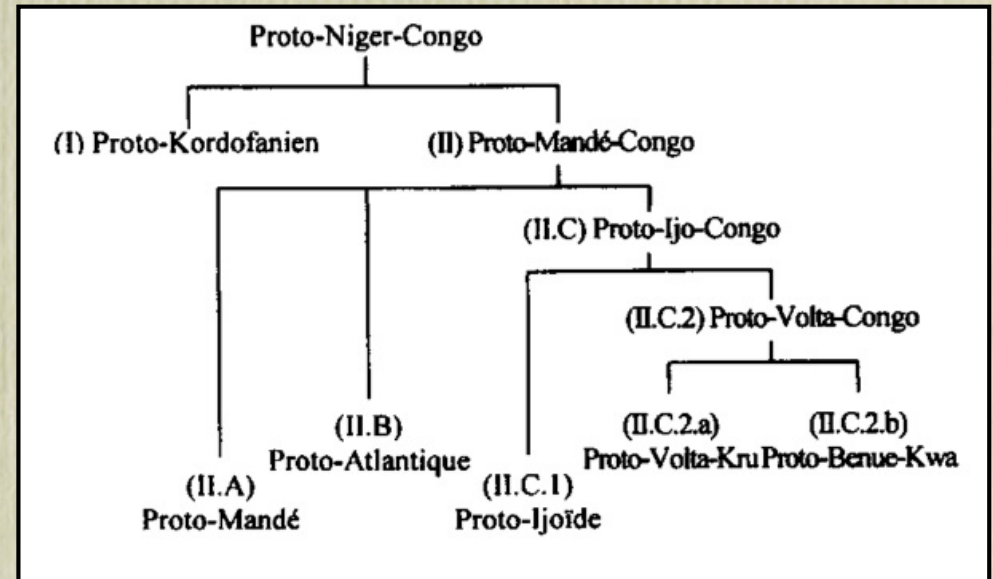 Proto-Niger-Congo
(I) Proto-Kordofanien
(II) Proto-Mandé-Congo
(II.C) Proto-Ijo-Congo
(II.C.2) Proto-Volta-Congo
(II.B)
Proto-Atlantique
(II.C.2.a)
Proto-Volta-Kru
(II.C.2.b)
Proto-Benue-Kwa
(II.A)
Proto-Mandé
(II.C.1)
Proto-Ijoïde